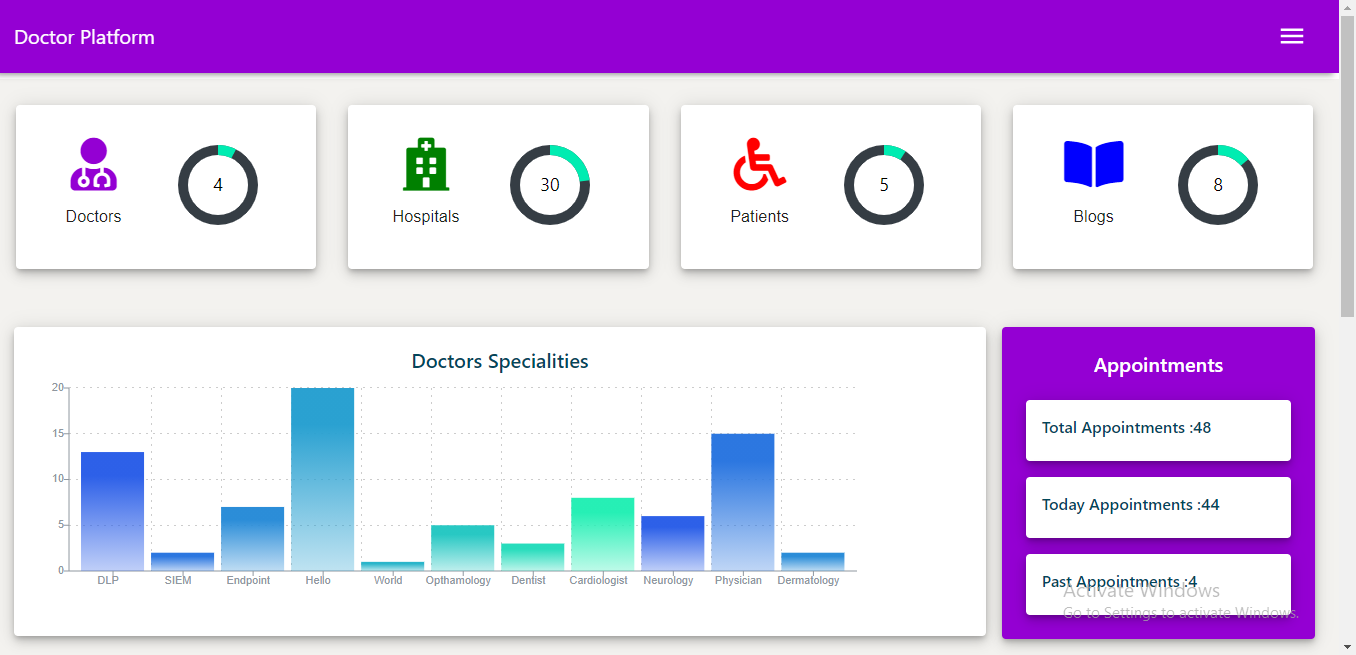 Doctor Platform
4
Doctors
30
Hospitals
5
Patients
8
Blogs
Doctors Specialities
20
15
10
5
0
DLP SIEM Endpoint Hello World Opthamology Dentist Cardiologist Neurology Physician Dermatology
Appointments
Total Appointments :48
Today Appointments :44
Past Appointments :4
Activate Windows
Go to Settings to activate Windows.